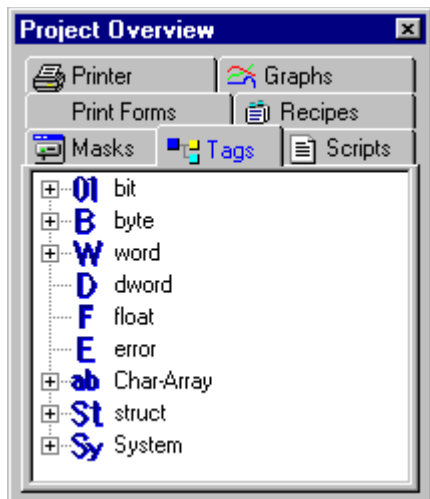 Project Overview
Printer Graphs
Print Forms Recipes
Masks Tags Scripts
01 bit
B byte
W word
D dword
F float
E error
ab Char-Array
St struct
Sy System